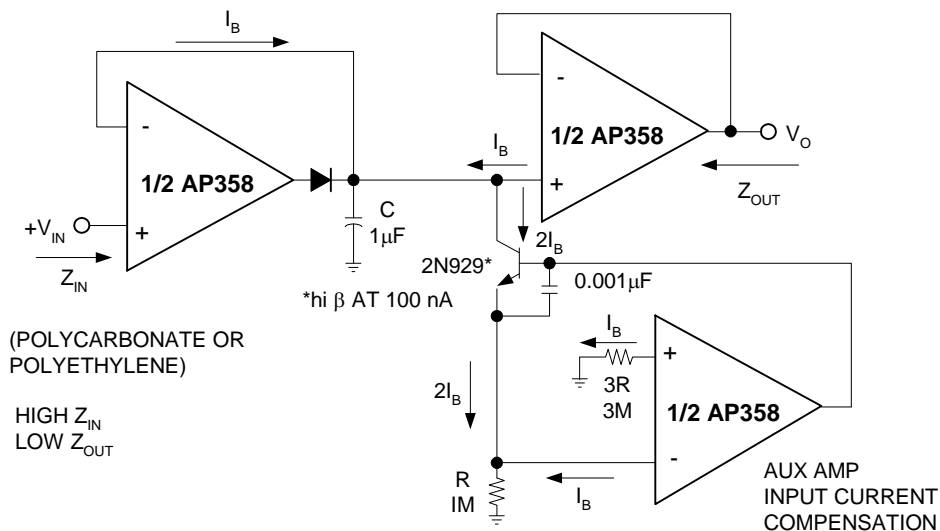 I_B
-
1/2 AP358
+
+V_IN
Z_IN
C
1μF
I_B
-
1/2 AP358
+
V_O
Z_OUT
2I_B
2N929*
*hi β AT 100 nA
0.001μF
(POLYCARBONATE OR
POLYETHYLENE)
HIGH Z_IN
LOW Z_OUT
2I_B
I_B
3R
3M
+
1/2 AP358
-
R
IM
I_B
AUX AMP
INPUT CURRENT
COMPENSATION